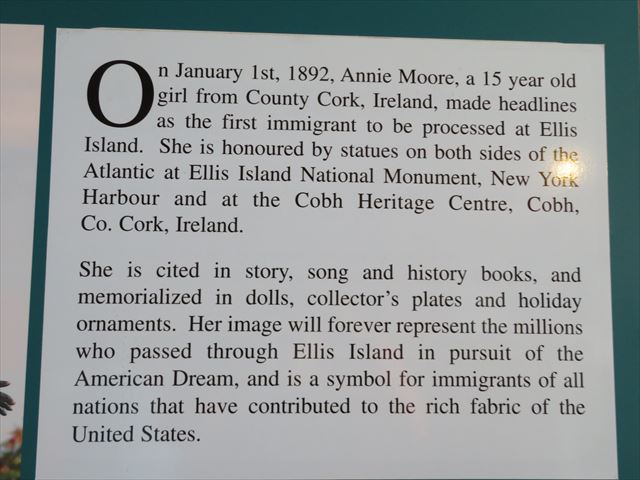 On January 1st, 1892, Annie Moore, a 15 year old
girl from County Cork, Ireland, made headlines
as the first immigrant to be processed at Ellis
Island. She is honoured by statues on both sides of the
Atlantic at Ellis Island National Monument, New York
Harbour and at the Cobh Heritage Centre, Cobh,
Co. Cork, Ireland.
She is cited in story, song and history books, and
memorialized in dolls, collector's plates and holiday
ornaments. Her image will forever represent the millions
who passed through Ellis Island in pursuit of the
American Dream, and is a symbol for immigrants of all
nations that have contributed to the rich fabric of the
United States.